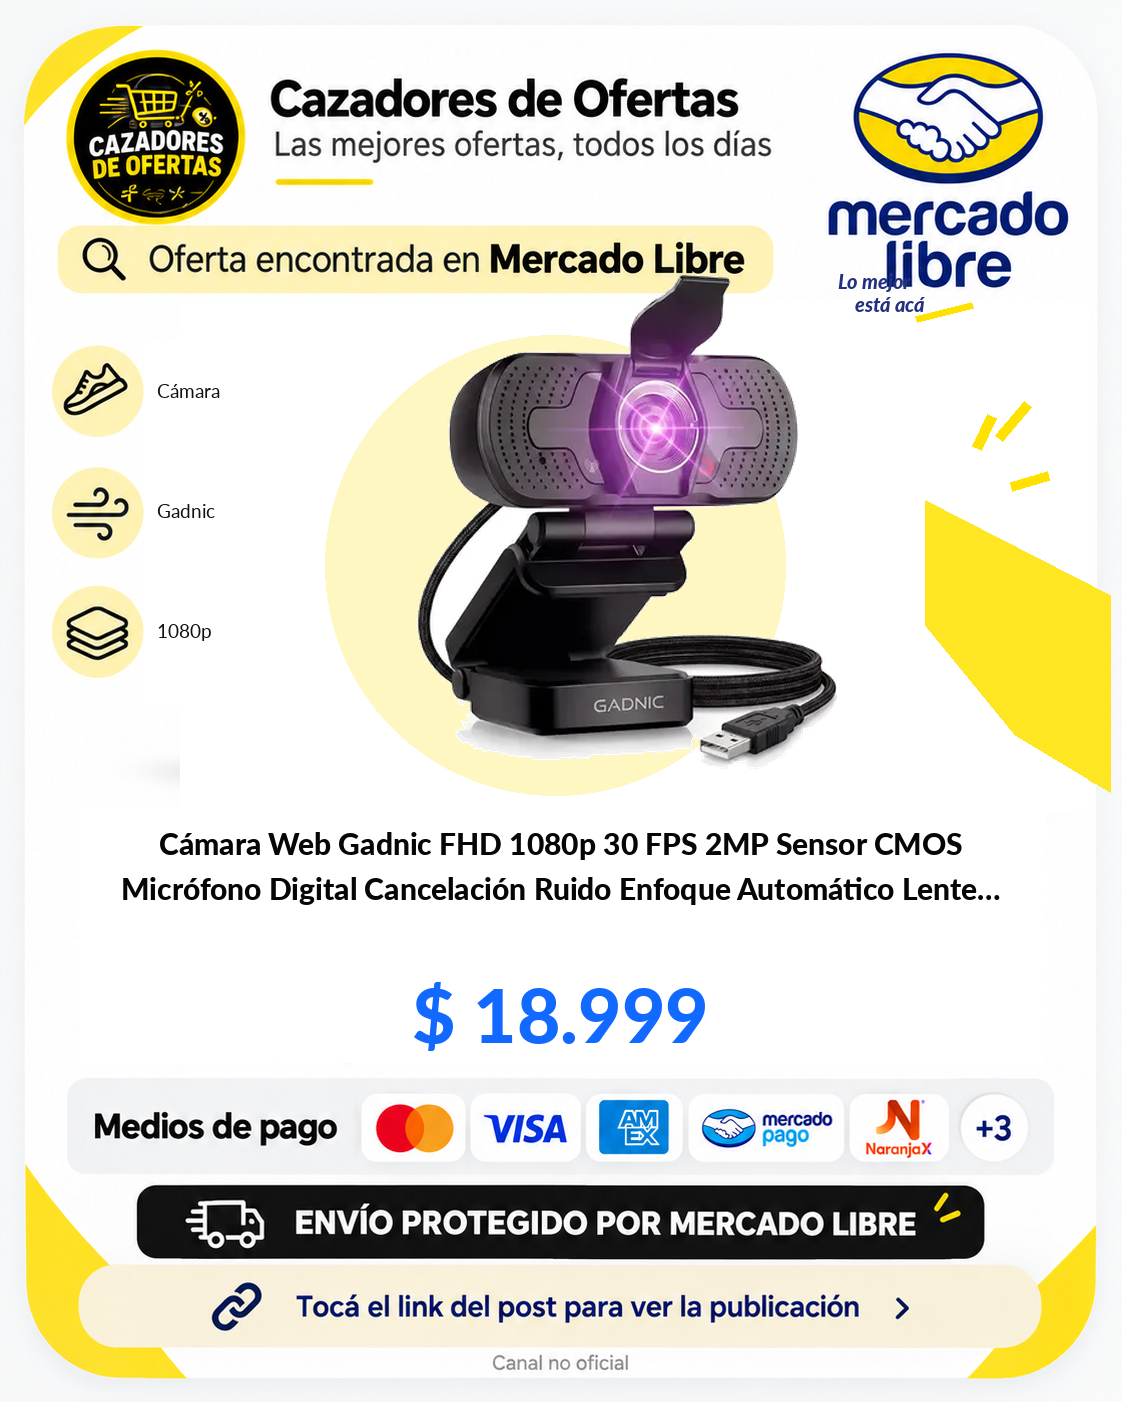 CAZADORES
DE OFERTAS
Cazadores de Ofertas
Las mejores ofertas, todos los días
mercado
libre
Lo mejor
está acá
Oferta encontrada en Mercado Libre
Cámara
Gadnic
1080p
GADNIC
Cámara Web Gadnic FHD 1080p 30 FPS 2MP Sensor CMOS
Micrófono Digital Cancelación Ruido Enfoque Automático Lente...
$ 18.999
Medios de pago
VISA
AM
EX
mercado
pago
NaranjaX
+3
ENVÍO PROTEGIDO POR MERCADO LIBRE
Tocá el link del post para ver la publicación
Canal no oficial